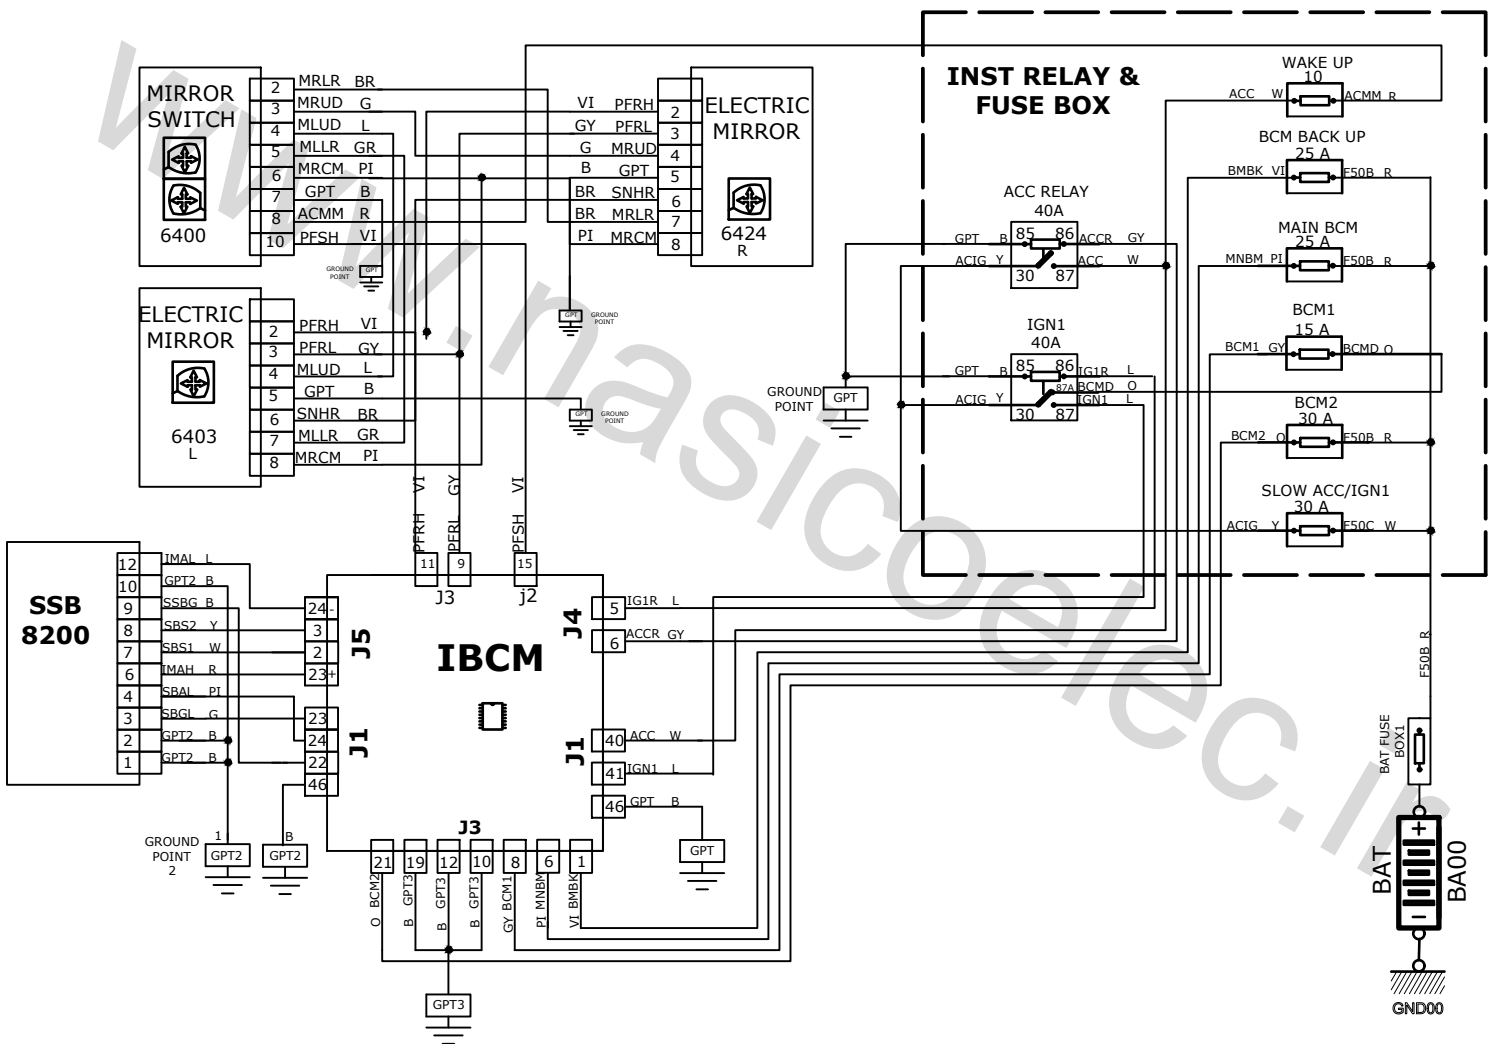 www.nasicoelec.ir
MIRROR
SWITCH
6400
2 MRLR BR
3 MRUD G
4 MLUD L
5 MLLR GR
6 MRCM PI
7 GPT B
8 ACMM R
10 PFSH VI
GROUND
POINT
GPT
ELECTRIC
MIRROR
6403
L
2 PFRH VI
3 PFRL GY
4 MLUD L
5 GPT B
6 SNHR BR
7 MLLR GR
8 MRCM PI
GPT
GROUND
POINT
ELECTRIC
MIRROR
6424
R
VI PFRH 2
GY PFRL 3
G MRUD 4
B GPT 5
BR SNHR 6
BR MRLR 7
PI MRCM 8
GPT
GROUND
POINT
INST RELAY &
FUSE BOX
WAKE UP
10
ACC W
ACMM R
BCM BACK UP
25 A
BMBK VI
F50B R
ACC RELAY
40A
GPT B 85 86 ACCR GY
ACIG Y 30 87 ACC W
MAIN BCM
25 A
MNBM PI
F50B R
IGN1
40A
GPT B 85 86 IG1R L
87A BCMD O
ACIG Y 30 87 IGN1 L
BCM1
15 A
BCM1 GY
BCMD O
GROUND
POINT
GPT
BCM2
30 A
BCM2 O
F50B R
SLOW ACC/IGN1
30 A
ACIG Y
F50C W
PFRH VI
PFRL GY
PFSH VI
11
9
15
J3
j2
SSB
8200
12 IMAL L
10 GPT2 B
9 SSBG B
8 SBS2 Y
7 SBS1 W
6 IMAH R
4 SBAL PI
3 SBGL G
2 GPT2 B
1 GPT2 B
24-
3
2
23+
J5
23
24
22
46
J1
IBCM
J4
5 IG1R L
6 ACCR GY
J1
40 ACC W
41 IGN1 L
46 GPT B
GPT
GROUND
POINT
2
1
GPT2
B
GPT2
J3
21
19
12
10
8
6
1
O BCM2
B GPT3
B GPT3
B GPT3
GY BCM1
PI MNBM
VI BMBK
GPT3
F50B R
BAT FUSE
BOX1
+
-
BAT
BA00
GND00